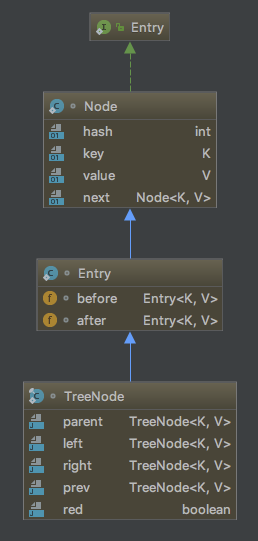 Entry
Node
hash int
key K
value V
next Node<K, V>
Entry
before Entry<K, V>
after Entry<K, V>
TreeNode
parent TreeNode<K, V>
left TreeNode<K, V>
right TreeNode<K, V>
prev TreeNode<K, V>
red boolean